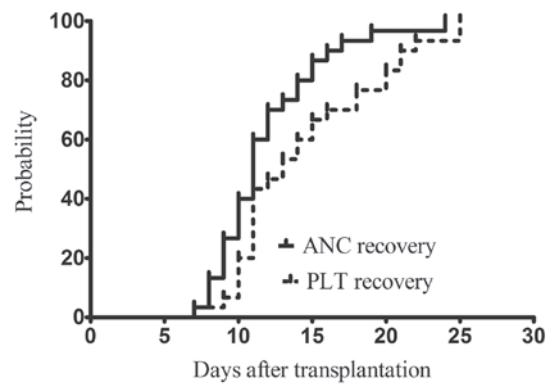 100
80
60
40
20
0
Probability
ANC recovery
PLT recovery
0 5 10 15 20 25 30
Days after transplantation